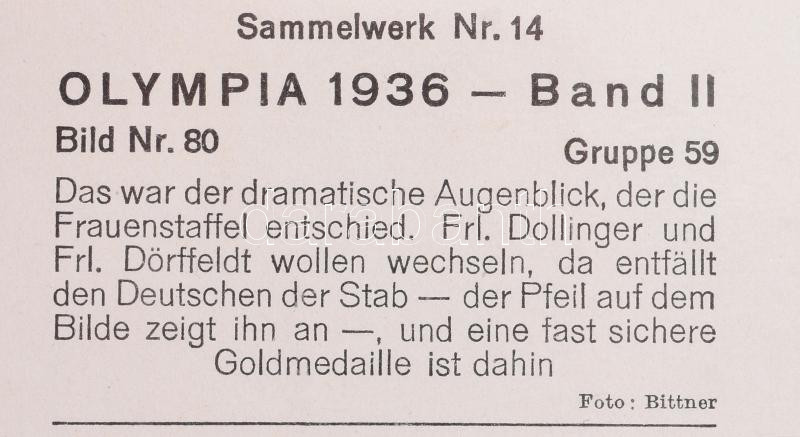 Sammelwerk Nr. 14
OLYMPIA 1936 — Band II
Bild Nr. 80
Gruppe 59
Das war der dramatische Augenblick, der die
Frauenstaffel entschied. Frl. Dollinger und
Frl. Dörffeldt wollen wechseln, da entfällt
den Deutschen der Stab — der Pfeil auf dem
Bilde zeigt ihn an —, und eine fast sichere
Goldmedaille ist dahin
Foto: Bittner